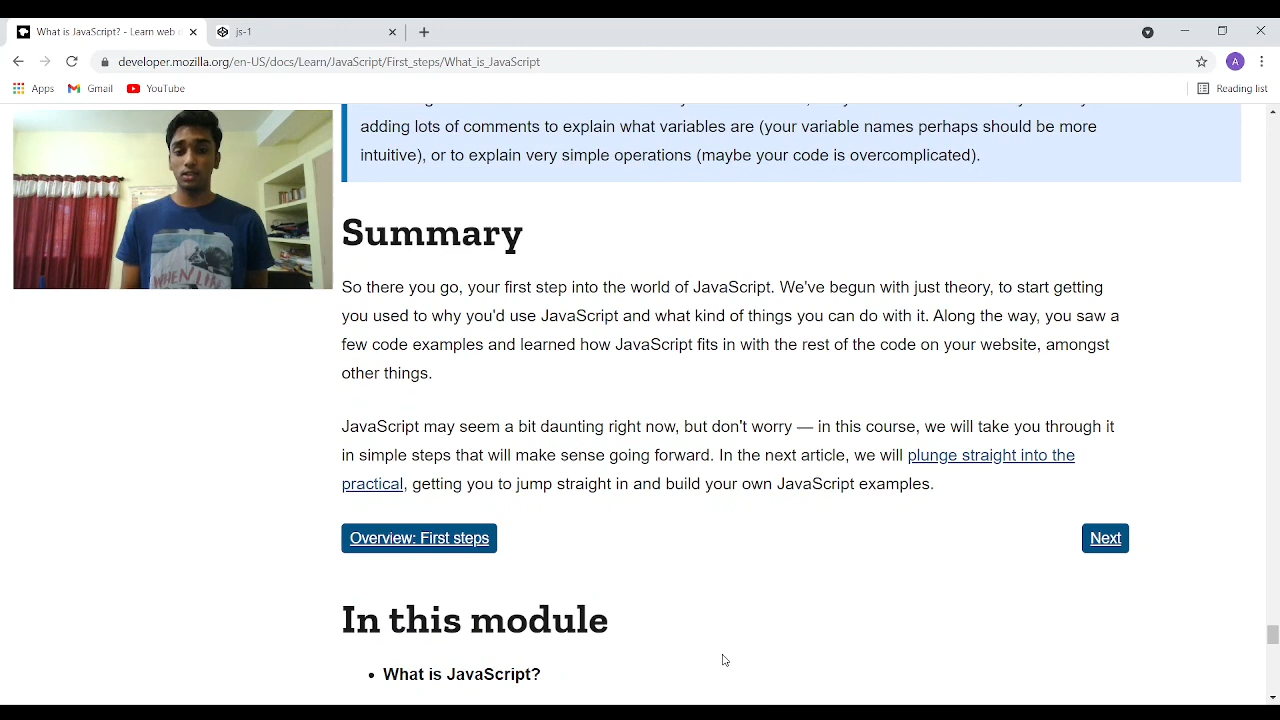 What is JavaScript? - Learn web
js-1
developer.mozilla.org/en-US/docs/Learn/JavaScript/First_steps/What_is_JavaScript
A
Apps
Gmail
YouTube
Reading list
adding lots of comments to explain what variables are (your variable names perhaps should be more
intuitive), or to explain very simple operations (maybe your code is overcomplicated).
WHEN LIFE
Summary
So there you go, your first step into the world of JavaScript. We've begun with just theory, to start getting
you used to why you'd use JavaScript and what kind of things you can do with it. Along the way, you saw a
few code examples and learned how JavaScript fits in with the rest of the code on your website, amongst
other things.
JavaScript may seem a bit daunting right now, but don't worry — in this course, we will take you through it
in simple steps that will make sense going forward. In the next article, we will plunge straight into the
practical, getting you to jump straight in and build your own JavaScript examples.
Overview: First steps
Next
In this module
• What is JavaScript?